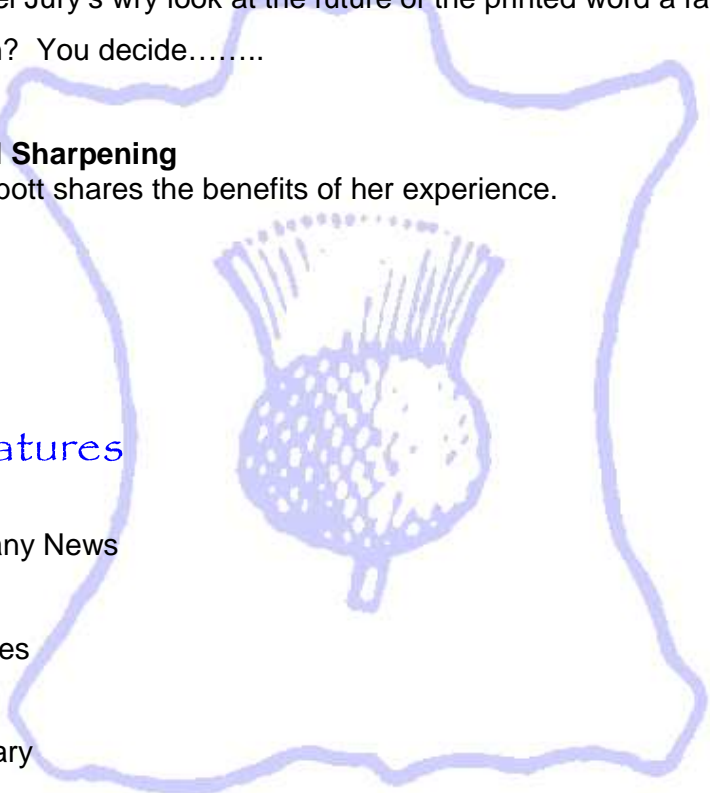 el Jury's wry look at the future of the printed word a fa
n? You decide……..
l Sharpening
bott shares the benefits of her experience.
atures
any News
es
ary